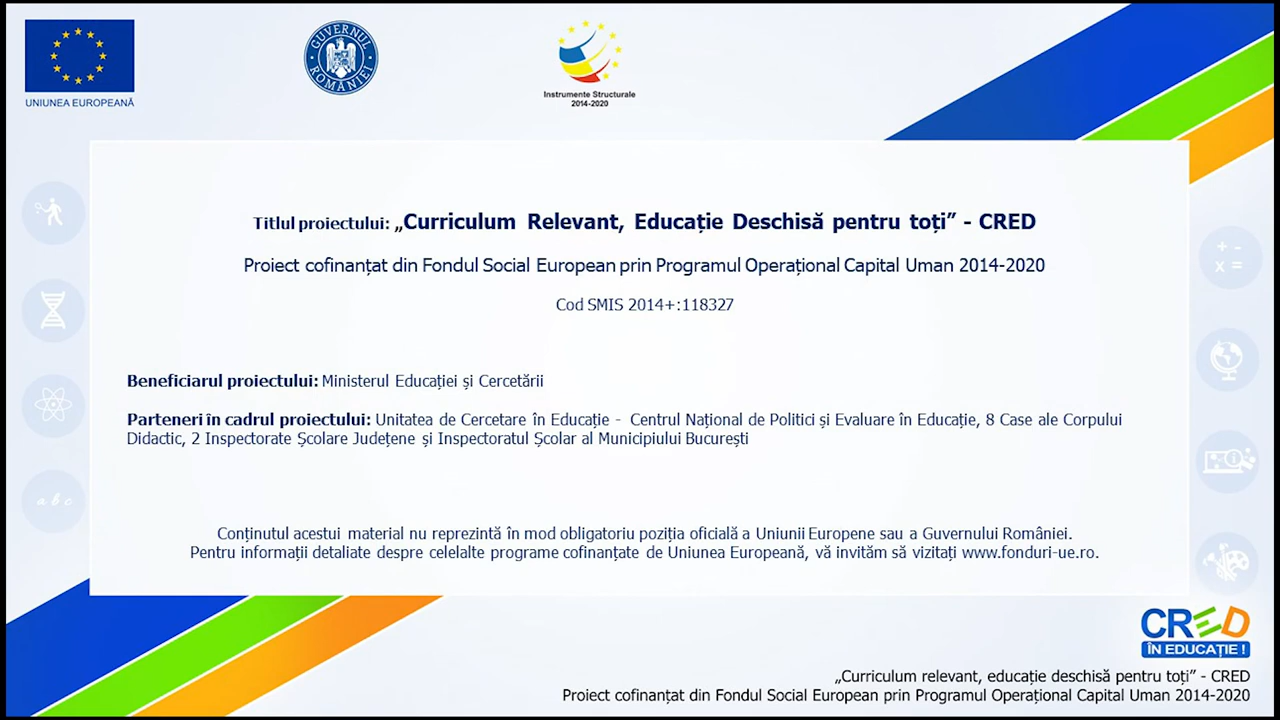 UNIUNEA EUROPEANĂ
GUVERNUL ROMÂNIEI
Instrumente Structurale
2014-2020
Titlul proiectului: „Curriculum Relevant, Educație Deschisă pentru toți” - CRED
Proiect cofinanțat din Fondul Social European prin Programul Operațional Capital Uman 2014-2020
Cod SMIS 2014+:118327
Beneficiarul proiectului: Ministerul Educației și Cercetării
Parteneri în cadrul proiectului: Unitatea de Cercetare în Educație - Centrul Național de Politici și Evaluare în Educație, 8 Case ale Corpului
Didactic, 2 Inspectorate Școlare Județene și Inspectoratul Școlar al Municipiului București
a b c
+ -
x =
Conținutul acestui material nu reprezintă în mod obligatoriu poziția oficială a Uniunii Europene sau a Guvernului României.
Pentru informații detaliate despre celelalte programe cofinanțate de Uniunea Europeană, vă invităm să vizitați www.fonduri-ue.ro.
CRED
ÎN EDUCAȚIE !
„Curriculum relevant, educație deschisă pentru toți” - CRED
Proiect cofinanțat din Fondul Social European prin Programul Operațional Capital Uman 2014-2020